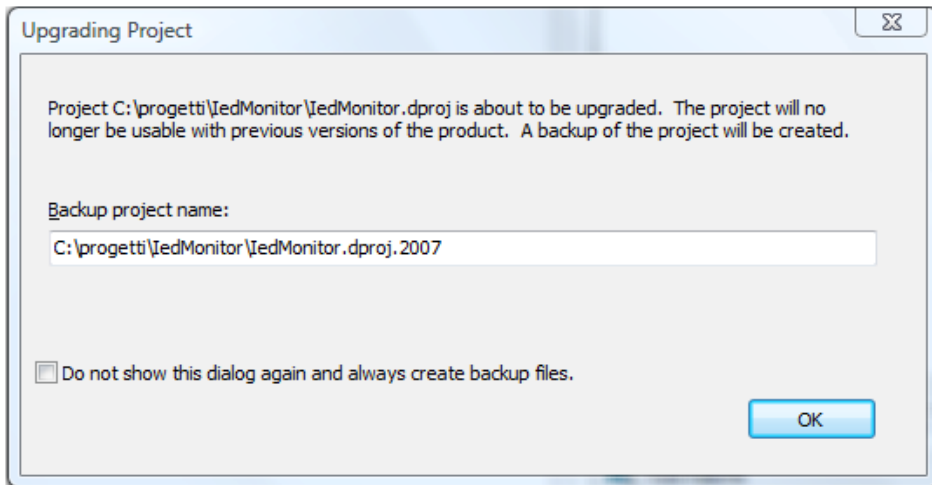 Upgrading Project
Project C:\progetti\IedMonitor\IedMonitor.dproj is about to be upgraded.  The project will no
longer be usable with previous versions of the product.  A backup of the project will be created.
Backup project name:
C:\progetti\IedMonitor\IedMonitor.dproj.2007
Do not show this dialog again and always create backup files.
OK